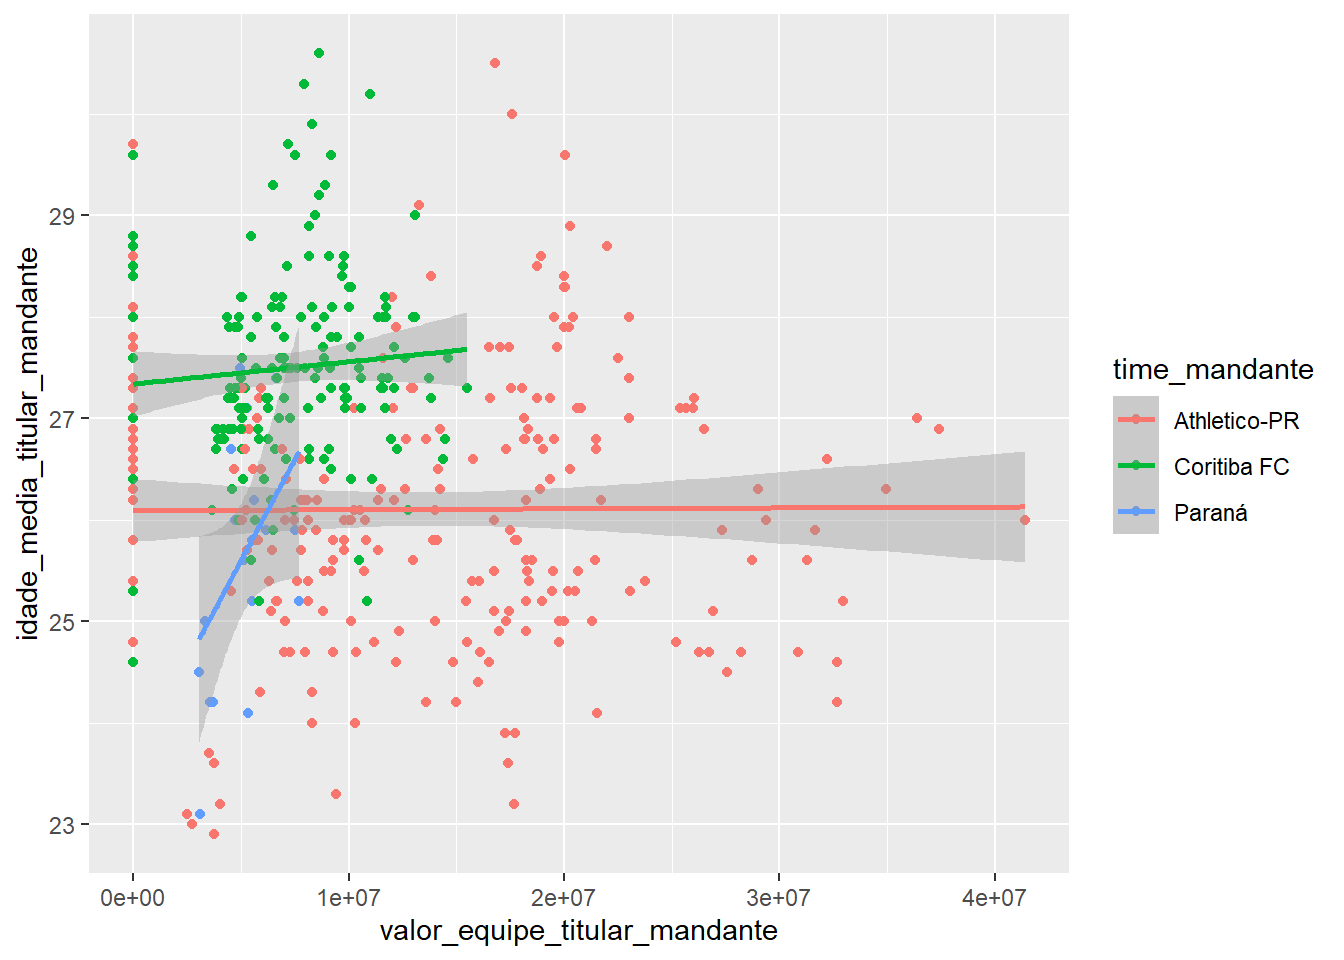 29
27
25
23
idade_media_titular_mandante
0e+00 1e+07 2e+07 3e+07 4e+07
valor_equipe_titular_mandante
time_mandante
Athletico-PR
Coritiba FC
Paraná